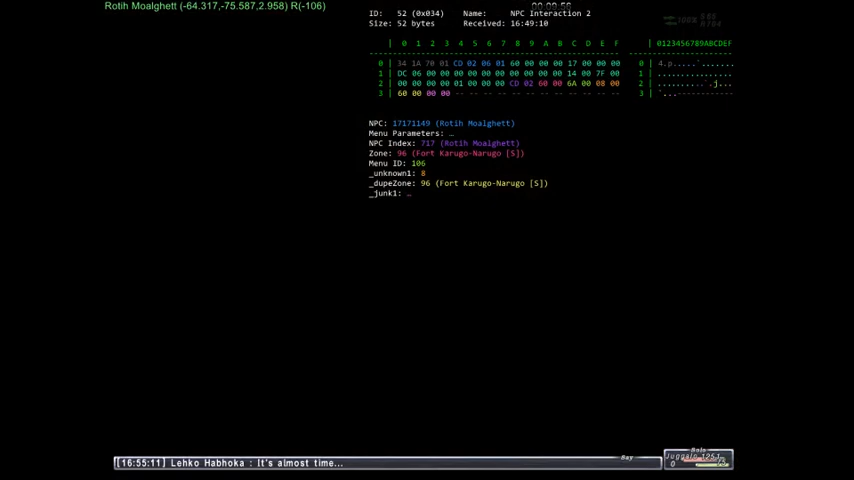 Rotih Moalghett (-64.317,-75.587,2.958) R(-106)
ID: 52 (0x034) Name: NPC Interaction 2
Size: 52 bytes Received: 16:49:10
100%
| 0 1 2 3 4 5 6 7 8 9 A B C D E F | 0123456789ABCDEF
0 | 34 1A 70 01 CD 02 06 01 60 00 00 00 17 00 00 00 0 | 4.p.....`.......
1 | DC 06 00 00 00 00 00 00 00 00 00 00 14 00 7F 00 1 | ................
2 | 00 00 00 00 01 00 00 00 CD 02 60 00 6A 00 08 00 2 | ..........`.j...
3 | 60 00 00 00 -- -- -- -- -- -- -- -- -- -- -- -- 3 | `...------------
NPC: 17171149 (Rotih Moalghett)
Menu Parameters: …
NPC Index: 717 (Rotih Moalghett)
Zone: 96 (Fort Karugo-Narugo [S])
Menu ID: 106
_unknown1: 8
_dupeZone: 96 (Fort Karugo-Narugo [S])
_junk1: …
[16:55:11] Lehko Habhoka : It's almost time...
Say